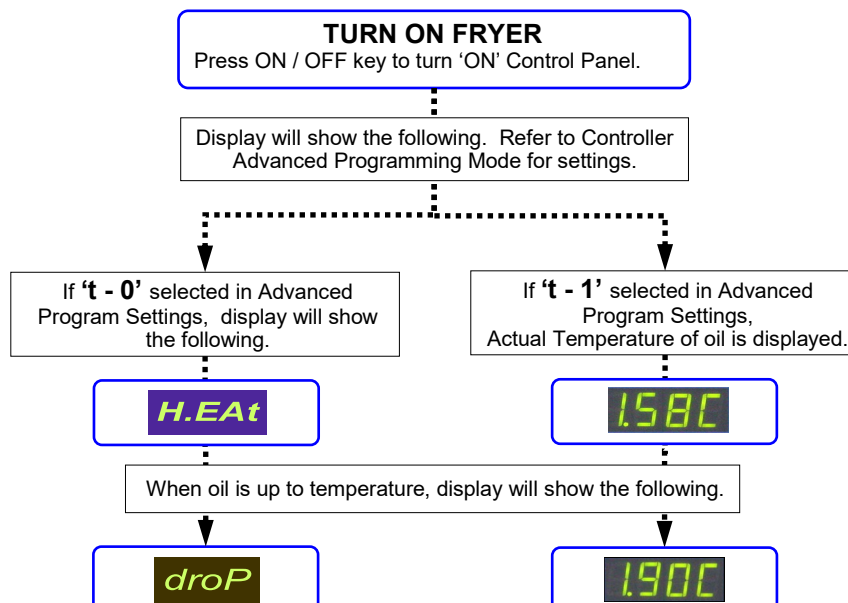 TURN ON FRYER
Press ON / OFF key to turn ‘ON’ Control Panel.
Display will show the following.  Refer to Controller
Advanced Programming Mode for settings.
If ‘t - 0’ selected in Advanced
Program Settings,  display will show
the following.
If ‘t - 1’ selected in Advanced
Program Settings,
Actual Temperature of oil is displayed.
H.EAt
1.58C
When oil is up to temperature, display will show the following.
droP
1.90C